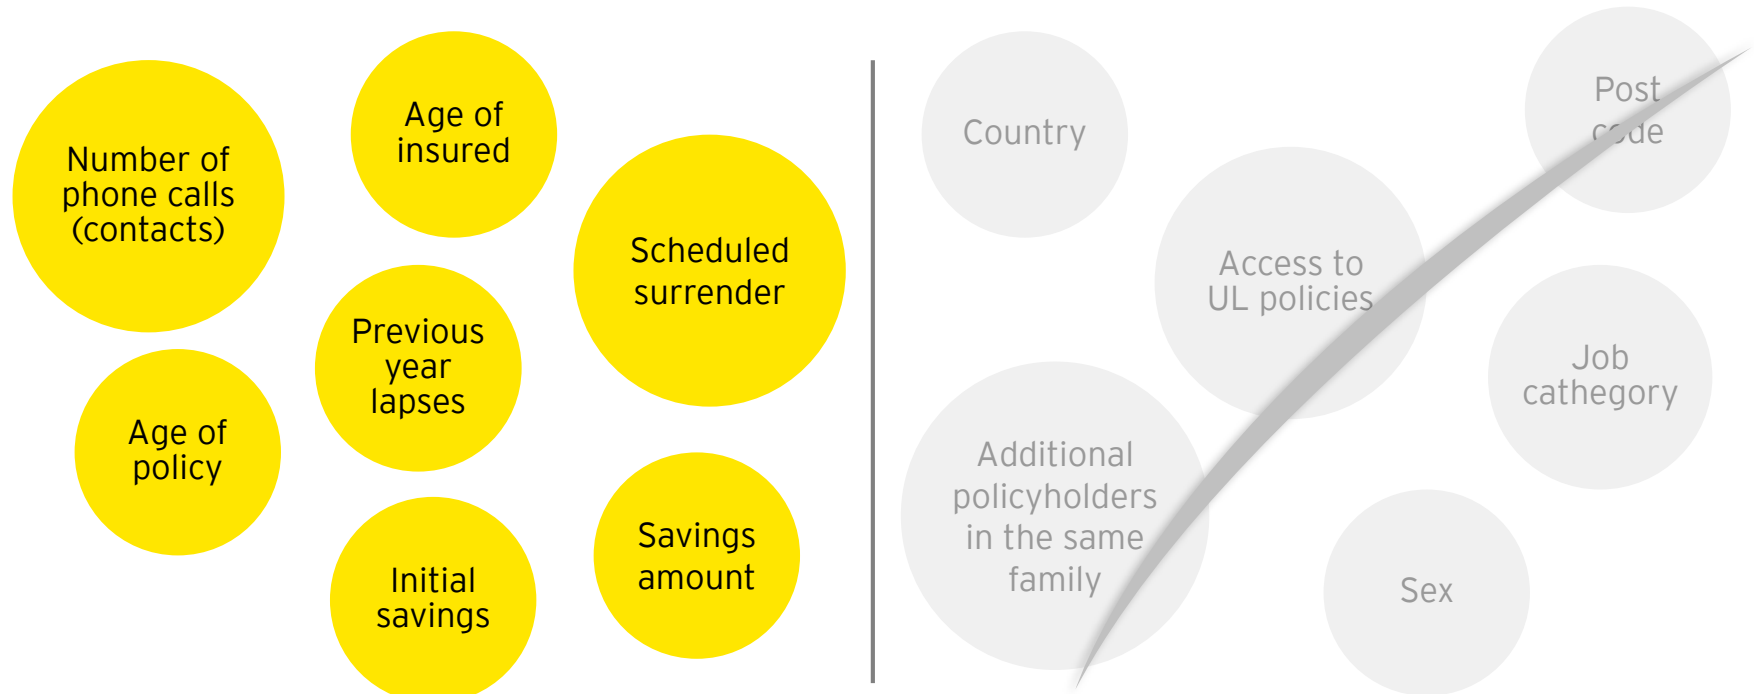 Number of
phone calls
(contacts)
Age of
insured
Scheduled
surrender
Previous
year
lapses
Age of
policy
Initial
savings
Savings
amount
Country
Post
code
Access to
UL policies
Job
cathegory
Additional
policyholders
in the same
family
Sex